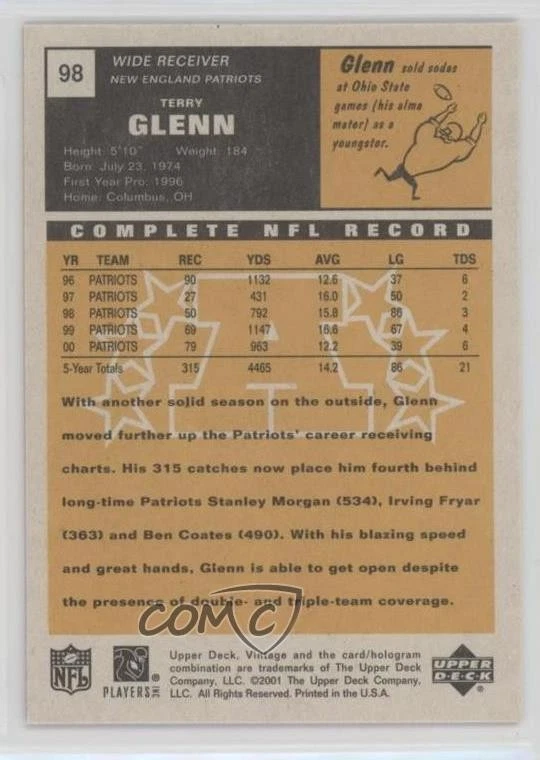 98
WIDE RECEIVER
NEW ENGLAND PATRIOTS
TERRY
GLENN
Height: 5'10" Weight: 184
Born: July 23, 1974
First Year Pro: 1996
Home: Columbus, OH
Glenn sold sodas
at Ohio State
games (his alma
mater) as a
youngster.
COMPLETE NFL RECORD
YR TEAM REC YDS AVG LG TDS
96 PATRIOTS 90 1132 12.6 37 6
97 PATRIOTS 27 431 16.0 50 2
98 PATRIOTS 50 792 15.8 86 3
99 PATRIOTS 69 1147 16.6 67 4
00 PATRIOTS 79 963 12.2 39 6
5-Year Totals 315 4465 14.2 86 21
With another solid season on the outside, Glenn
moved further up the Patriots' career receiving
charts. His 315 catches now place him fourth behind
long-time Patriots Stanley Morgan (534), Irving Fryar
(363) and Ben Coates (490). With his blazing speed
and great hands, Glenn is able to get open despite
the presence of double- and triple-team coverage.
COMC
NFL
PLAYERS INC
Upper Deck, Vintage and the card/hologram
combination are trademarks of The Upper Deck
Company, LLC. ©2001 The Upper Deck Company,
LLC. All Rights Reserved. Printed in the U.S.A.
UPPER
DECK